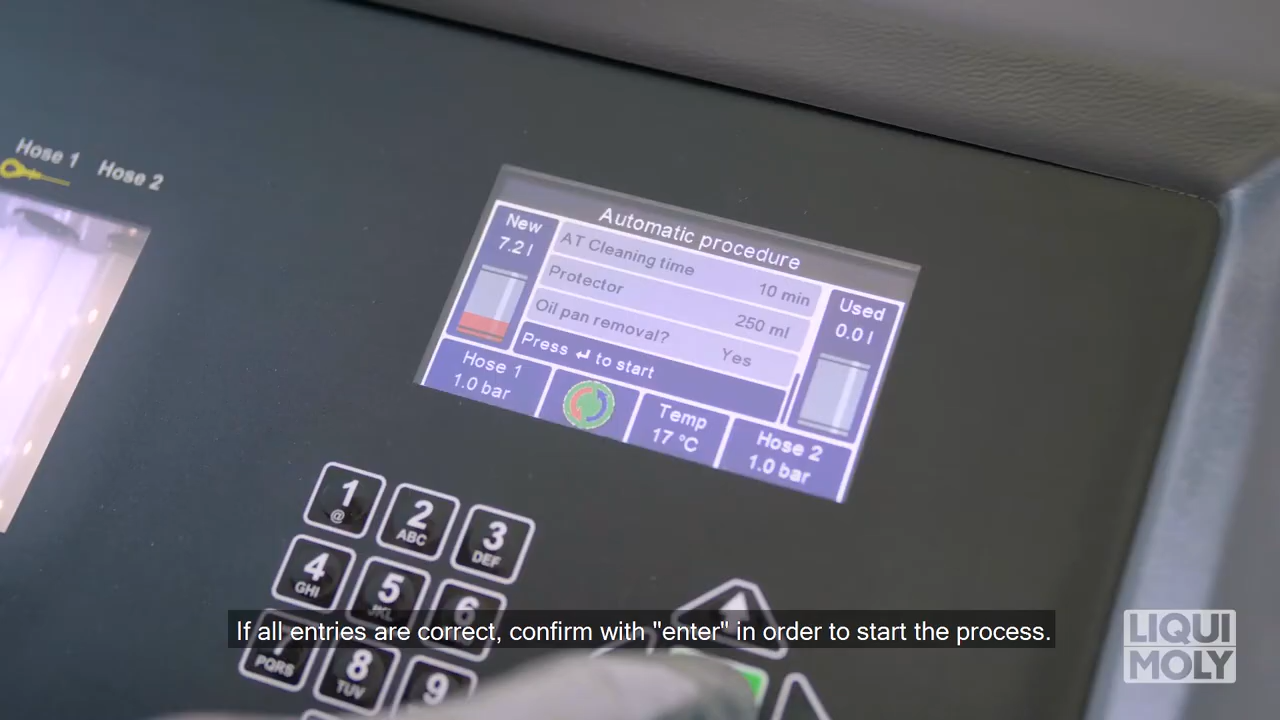 Hose 1
Hose 2
Automatic procedure
New
7.2 l
AT Cleaning time 10 min
Protector 250 ml
Oil pan removal? Yes
Press ↵ to start
Used
0.0 l
Hose 1
1.0 bar
Temp
17 °C
Hose 2
1.0 bar
1
@
2
ABC
3
DEF
4
GHI
5
JKL
6
7
PQRS
8
TUV
9
If all entries are correct, confirm with "enter" in order to start the process.
LIQUI
MOLY